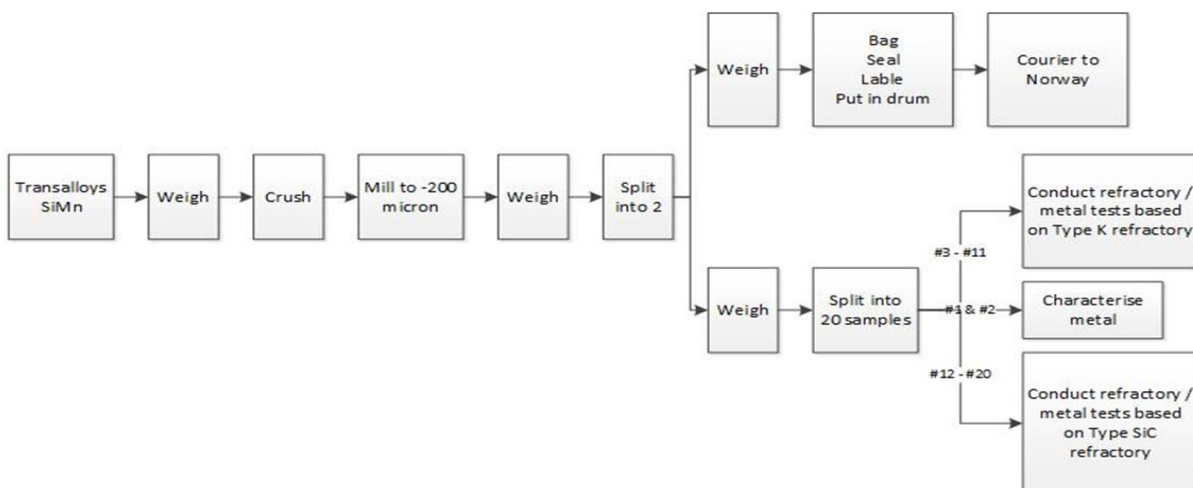 Transalloys
SiMn
Weigh
Crush
Mill to -200
micron
Weigh
Split
into 2
Weigh
Bag
Seal
Lable
Put in drum
Courier to
Norway
Weigh
Split into
20 samples
#3 - #11
#1 & #2
#12 - #20
Conduct refractory /
metal tests based
on Type K refractory
Characterise
metal
Conduct refractory /
metal tests based
on Type SiC
refractory